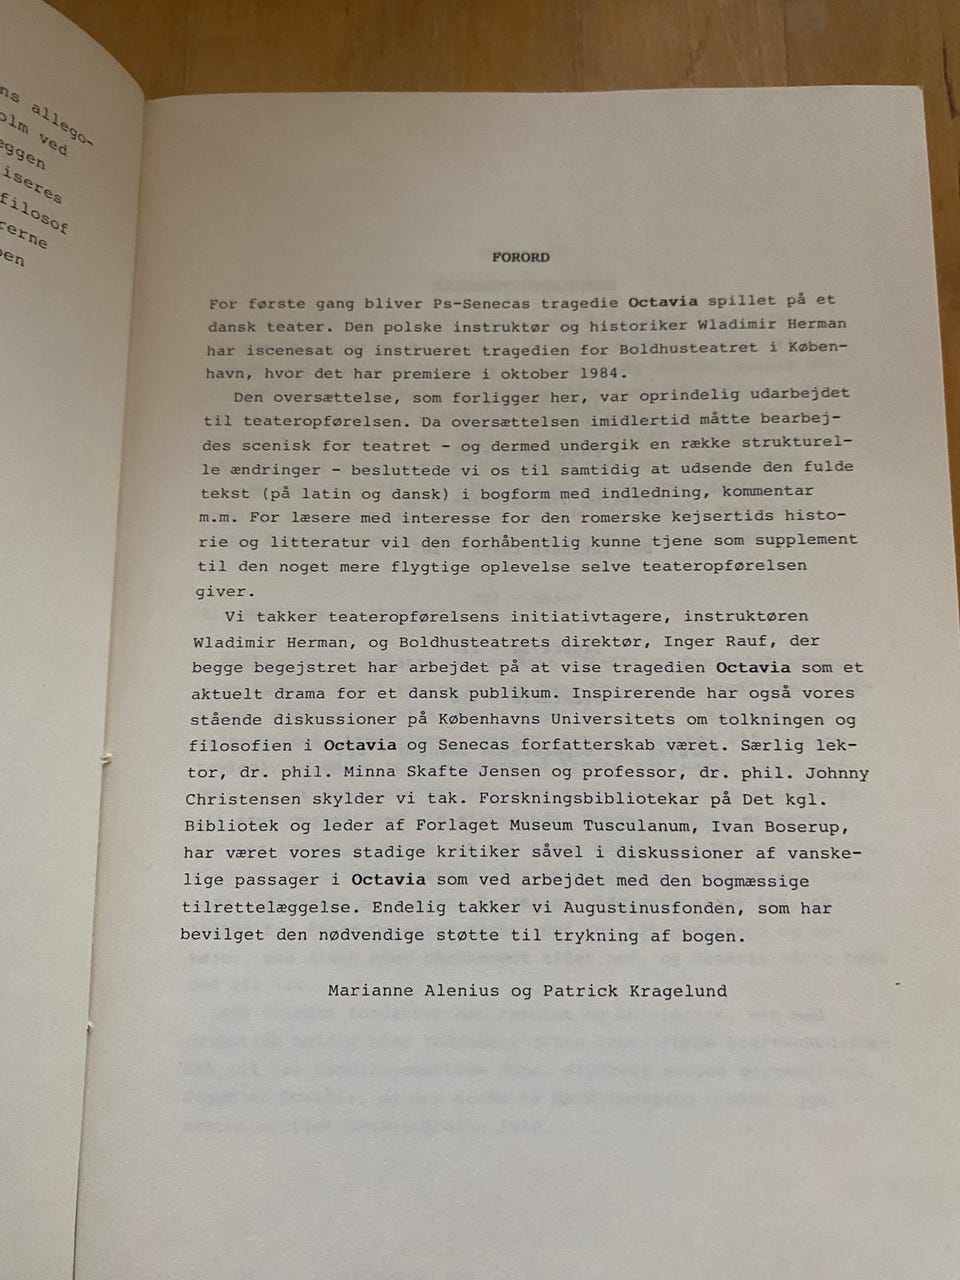 ns allego-
olm ved
eggen
iseres
filosof
rerne
en
FORORD
For første gang bliver Ps-Senecas tragedie Octavia spillet på et
dansk teater. Den polske instruktør og historiker Wladimir Herman
har iscenesat og instrueret tragedien for Boldhusteatret i Køben-
havn, hvor det har premiere i oktober 1984.
Den oversættelse, som forligger her, var oprindelig udarbejdet
til teateropførelsen. Da oversættelsen imidlertid måtte bearbej-
des scenisk for teatret - og dermed undergik en række strukturel-
le ændringer - besluttede vi os til samtidig at udsende den fulde
tekst (på latin og dansk) i bogform med indledning, kommentar
m.m. For læsere med interesse for den romerske kejsertids histo-
rie og litteratur vil den forhåbentlig kunne tjene som supplement
til den noget mere flygtige oplevelse selve teateropførelsen
giver.
Vi takker teateropførelsens initiativtagere, instruktøren
Wladimir Herman, og Boldhusteatrets direktør, Inger Rauf, der
begge begejstret har arbejdet på at vise tragedien Octavia som et
aktuelt drama for et dansk publikum. Inspirerende har også vores
stående diskussioner på Københavns Universitets om tolkningen og
filosofien i Octavia og Senecas forfatterskab været. Særlig lek-
tor, dr. phil. Minna Skafte Jensen og professor, dr. phil. Johnny
Christensen skylder vi tak. Forskningsbibliotekar på Det kgl.
Bibliotek og leder af Forlaget Museum Tusculanum, Ivan Boserup,
har været vores stadige kritiker såvel i diskussioner af vanske-
lige passager i Octavia som ved arbejdet med den bogmæssige
tilrettelæggelse. Endelig takker vi Augustinusfonden, som har
bevilget den nødvendige støtte til trykning af bogen.
Marianne Alenius og Patrick Kragelund